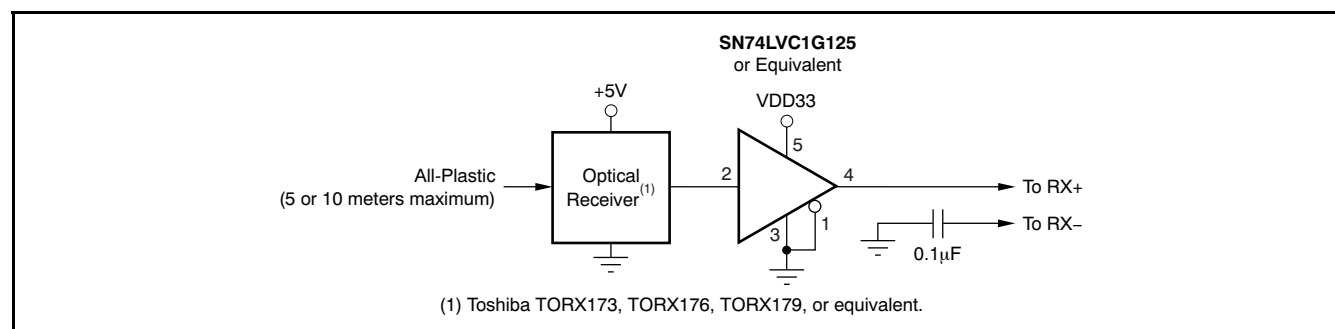 SN74LVC1G125
or Equivalent
+5V
VDD33
5
All-Plastic
(5 or 10 meters maximum)
Optical
Receiver(1)
2
4
To RX+
3
1
To RX–
0.1μF
(1) Toshiba TORX173, TORX176, TORX179, or equivalent.